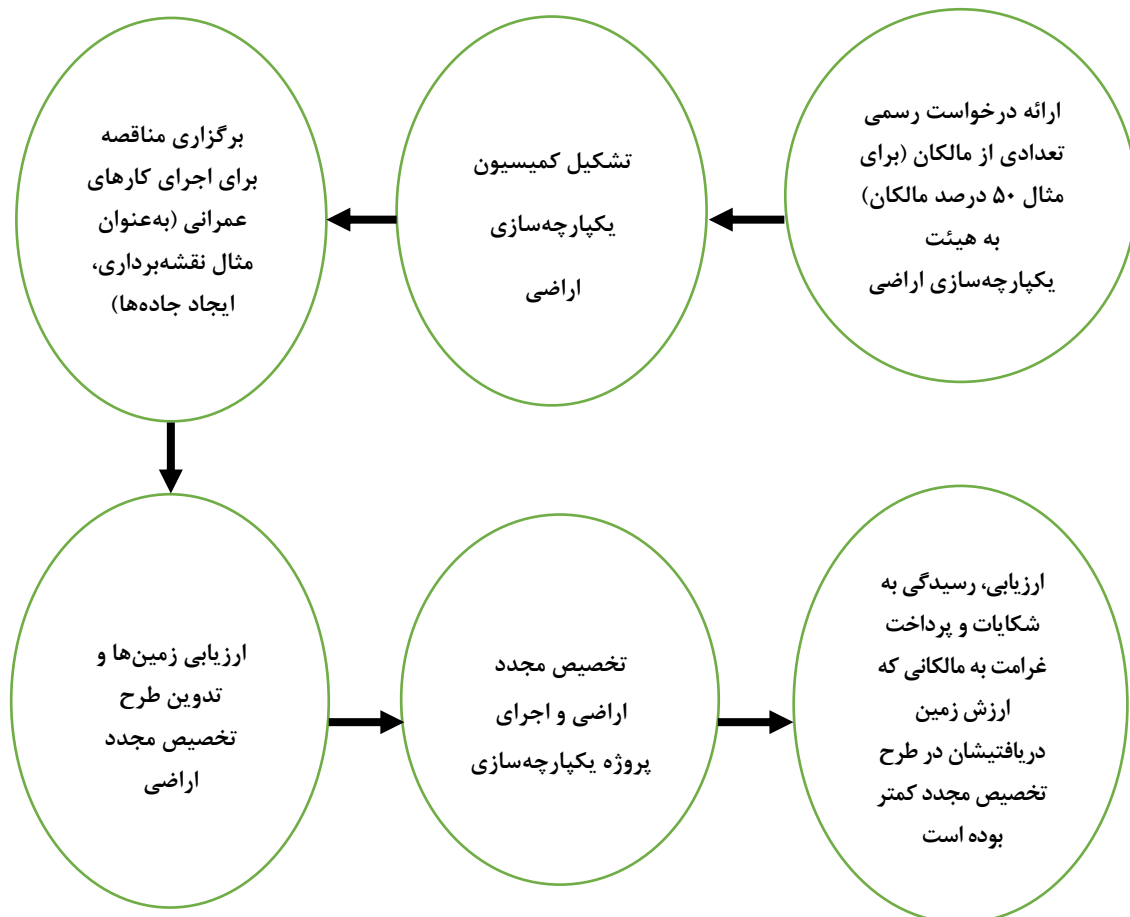 ارائه درخواست رسمی
تعدادی از مالکان (برای
مثال ۵۰ درصد مالکان)
به هیئت
یکپارچه‌سازی اراضی
تشکیل کمیسیون
یکپارچه‌سازی
اراضی
برگزاری مناقصه
برای اجرای کارهای
عمرانی (به‌عنوان
مثال نقشه‌برداری،
ایجاد جاده‌ها)
ارزیابی زمین‌ها و
تدوین طرح
تخصیص مجدد
اراضی
تخصیص مجدد
اراضی و اجرای
پروژه یکپارچه‌سازی
ارزیابی، رسیدگی به
شکایات و پرداخت
غرامت به مالکانی که
ارزش زمین
دریافتیشان در طرح
تخصیص مجدد کمتر
بوده است